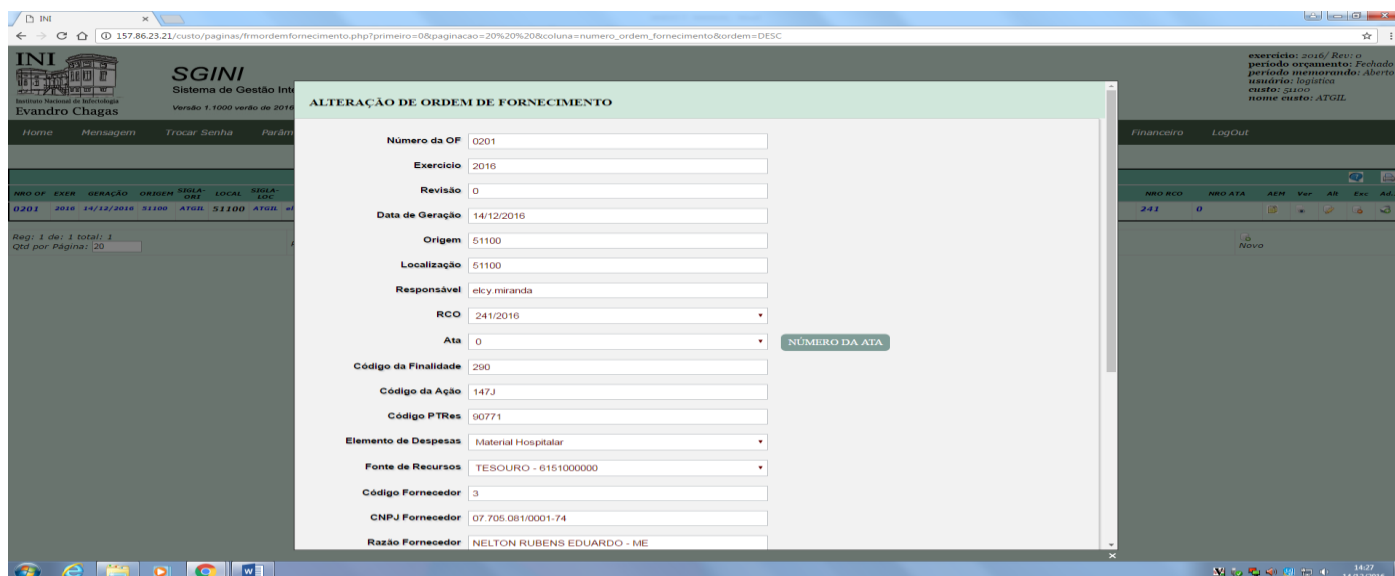 INI
157.86.23.21/custo/paginas/frmordemfornecimento.php?primeiro=0&paginacao=20%20%20&coluna=numero_ordem_fornecimento&ordem=DESC
INI
Instituto Nacional de Infectologia
Evandro Chagas
SGINI
Sistema de Gestão Inte
Versão 1.1000 verão de 2016
exercício: 2016/ Rev: 0
período orçamento: Fechado
período memorando: Aberto
usuário: logística
custo: 51100
nome custo: ATGIL
Home Mensagem Trocar Senha Parâm Financeiro LogOut
NRO OF EXER GERAÇÃO ORIGEM SIGLA-ORI LOCAL SIGLA-LOC NRO RCO NRO ATA AEM Ver Alt Exc Ad.
0201 2016 14/12/2016 51100 ATGIL 51100 ATGIL el 241 0
Reg: 1 de: 1 total: 1
Qtd por Página: 20
Novo
ALTERAÇÃO DE ORDEM DE FORNECIMENTO
Número da OF 0201
Exercício 2016
Revisão 0
Data de Geração 14/12/2016
Origem 51100
Localização 51100
Responsável elcy.miranda
RCO 241/2016
Ata 0 NÚMERO DA ATA
Código da Finalidade 290
Código da Ação 147J
Código PTRes 90771
Elemento de Despesas Material Hospitalar
Fonte de Recursos TESOURO - 6151000000
Código Fornecedor 3
CNPJ Fornecedor 07.705.081/0001-74
Razão Fornecedor NELTON RUBENS EDUARDO - ME
14:27